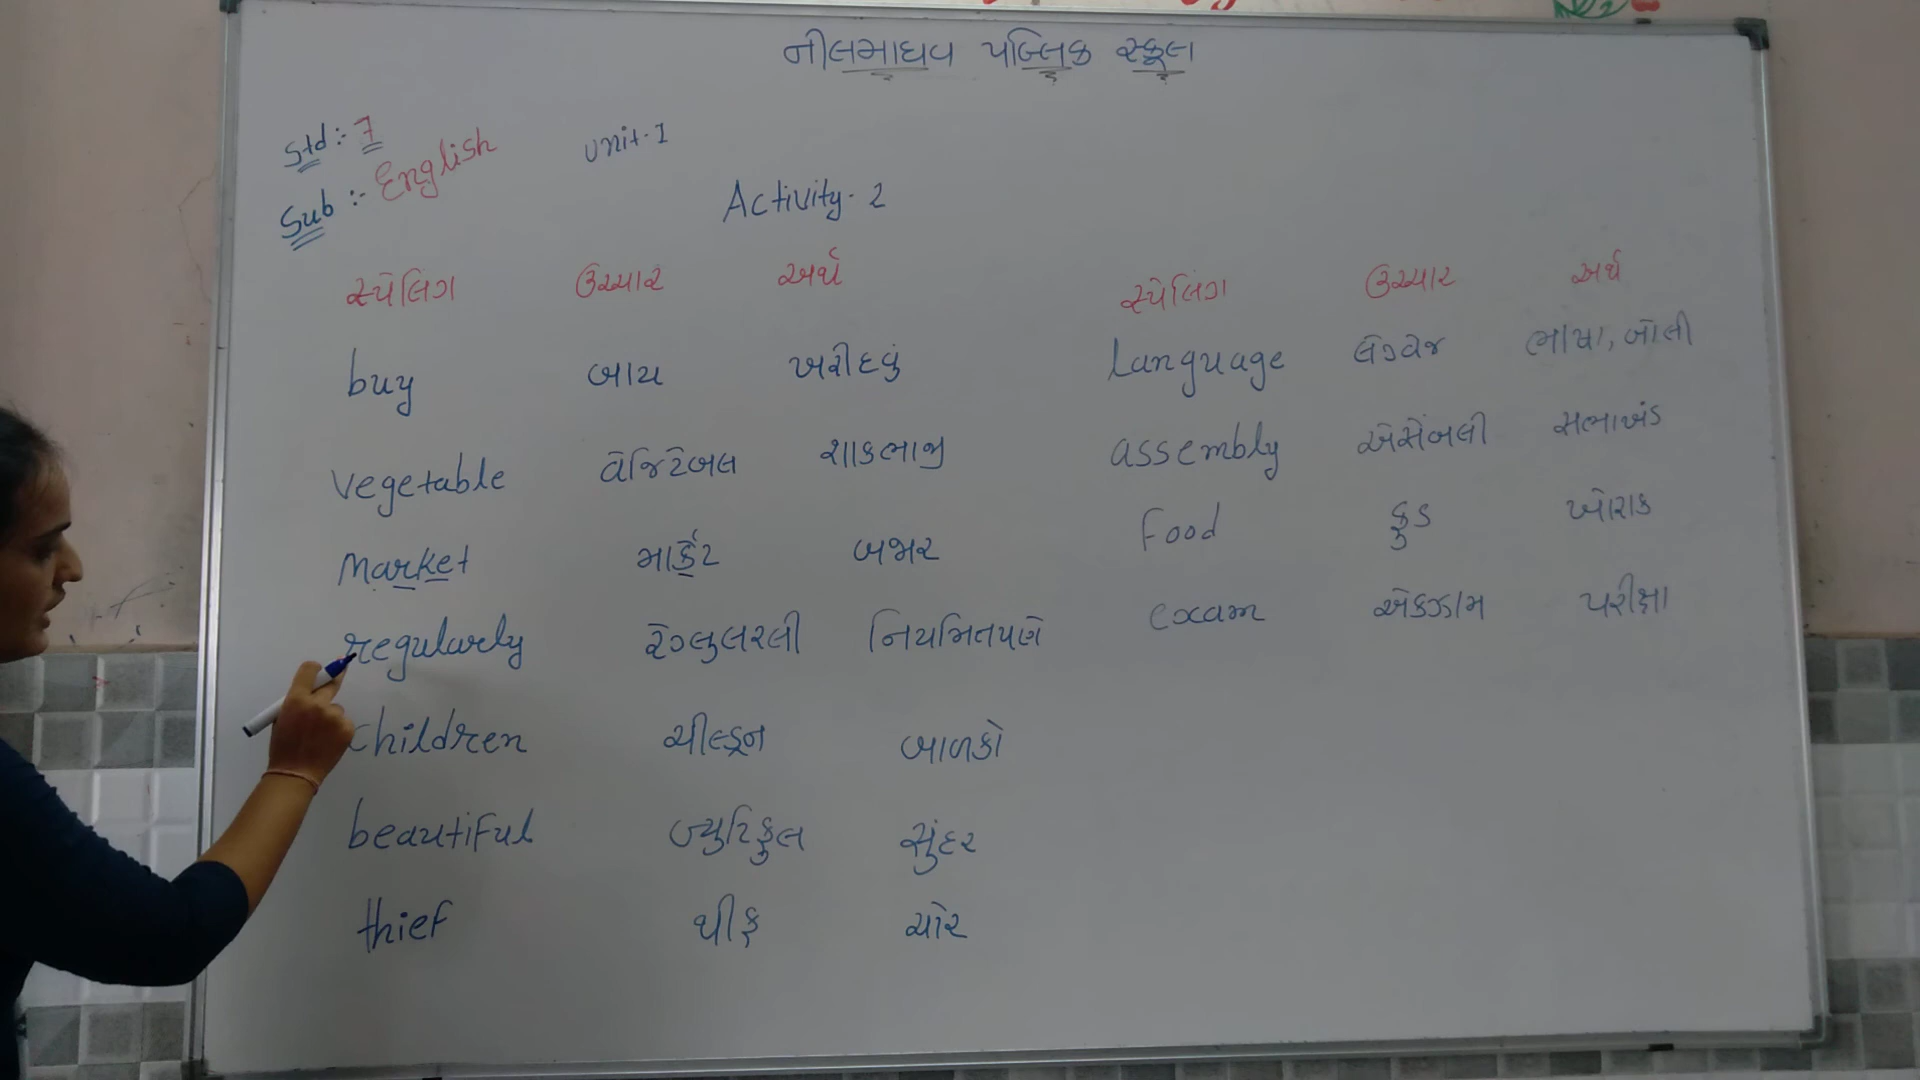 નીલમાધવ પબ્લિક સ્કૂલ
Std :- 7
Sub :- English
Unit-1
Activity-2
સ્પેલિંગ ઉચ્ચાર અર્થ
buy બાય ખરીદવું
vegetable વેજિટેબલ શાકભાજી
market માર્કેટ બજાર
regularly રેગ્લુલરલી નિયમિતપણે
children ચીલ્ડ્રન બાળકો
beautiful બ્યુટિફુલ સુંદર
thief થીફ ચોર
સ્પેલિંગ ઉચ્ચાર અર્થ
language લેંગ્વેજ ભાષા, બોલી
assembly એસેંબલી સભાખંડ
Food ફુડ ખોરાક
exam એકઝામ પરીક્ષા